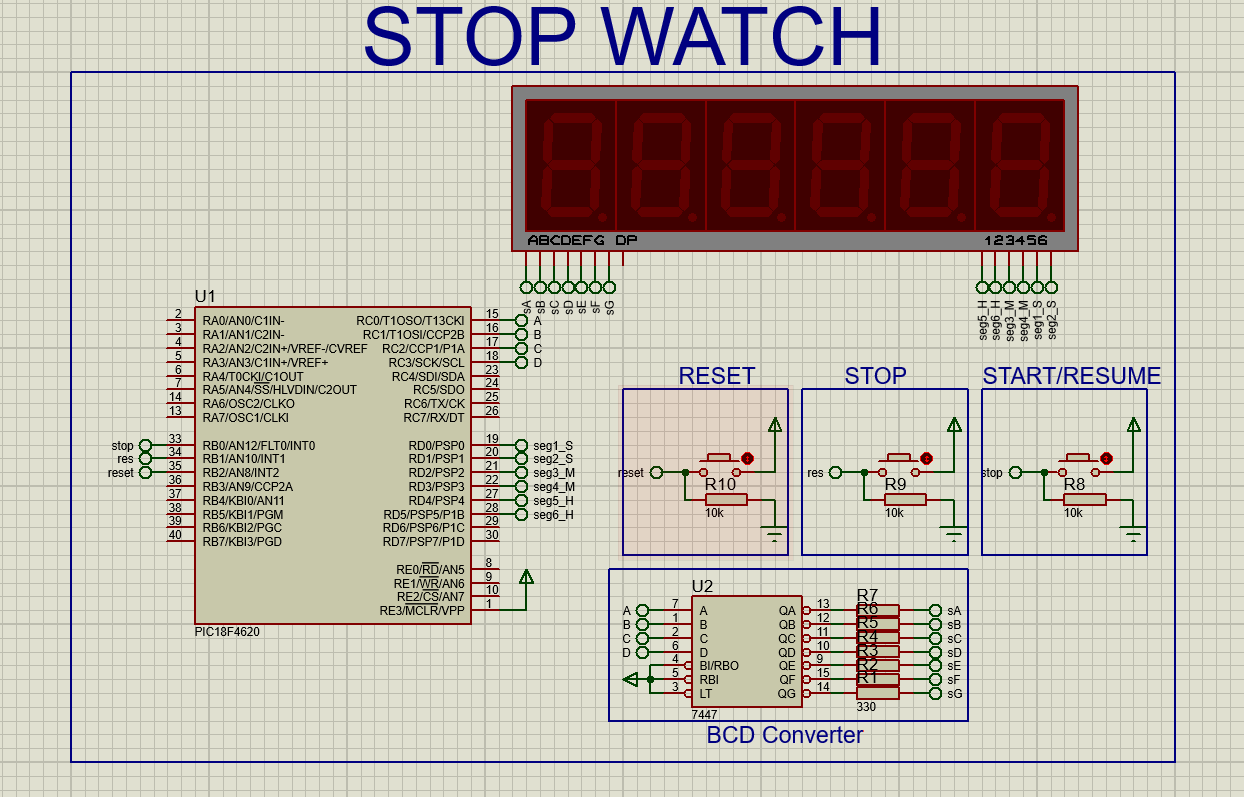 STOP WATCH
ABCDEFG DP
123456
sA
sB
sC
sD
sE
sF
sG
seg5_H
seg6_H
seg3_M
seg4_M
seg1_S
seg2_S
U1
2 RA0/AN0/C1IN- RC0/T1OSO/T13CKI 15 A
3 RA1/AN1/C2IN- RC1/T1OSI/CCP2B 16 B
4 RA2/AN2/C2IN+/VREF-/CVREF RC2/CCP1/P1A 17 C
5 RA3/AN3/C1IN+/VREF+ RC3/SCK/SCL 18 D
6 RA4/T0CKI/C1OUT RC4/SDI/SDA 23
7 RA5/AN4/SS/HLVDIN/C2OUT RC5/SDO 24
14 RA6/OSC2/CLKO RC6/TX/CK 25
13 RA7/OSC1/CLKI RC7/RX/DT 26
stop 33 RB0/AN12/FLT0/INT0 RD0/PSP0 19 seg1_S
res 34 RB1/AN10/INT1 RD1/PSP1 20 seg2_S
reset 35 RB2/AN8/INT2 RD2/PSP2 21 seg3_M
36 RB3/AN9/CCP2A RD3/PSP3 22 seg4_M
37 RB4/KBI0/AN11 RD4/PSP4 27 seg5_H
38 RB5/KBI1/PGM RD5/PSP5/P1B 28 seg6_H
39 RB6/KBI2/PGC RD6/PSP6/P1C 29
40 RB7/KBI3/PGD RD7/PSP7/P1D 30
RE0/RD/AN5 8
RE1/WR/AN6 9
RE2/CS/AN7 10
RE3/MCLR/VPP 1
PIC18F4620
RESET
reset
R10
10k
STOP
res
R9
10k
START/RESUME
stop
R8
10k
U2
A 7 A QA 13 R7 sA
B 1 B QB 12 R6 sB
C 2 C QC 11 R5 sC
D 6 D QD 10 R4 sD
4 BI/RBO QE 9 R3 sE
5 RBI QF 15 R2 sF
3 LT QG 14 R1 sG
7447
330
BCD Converter